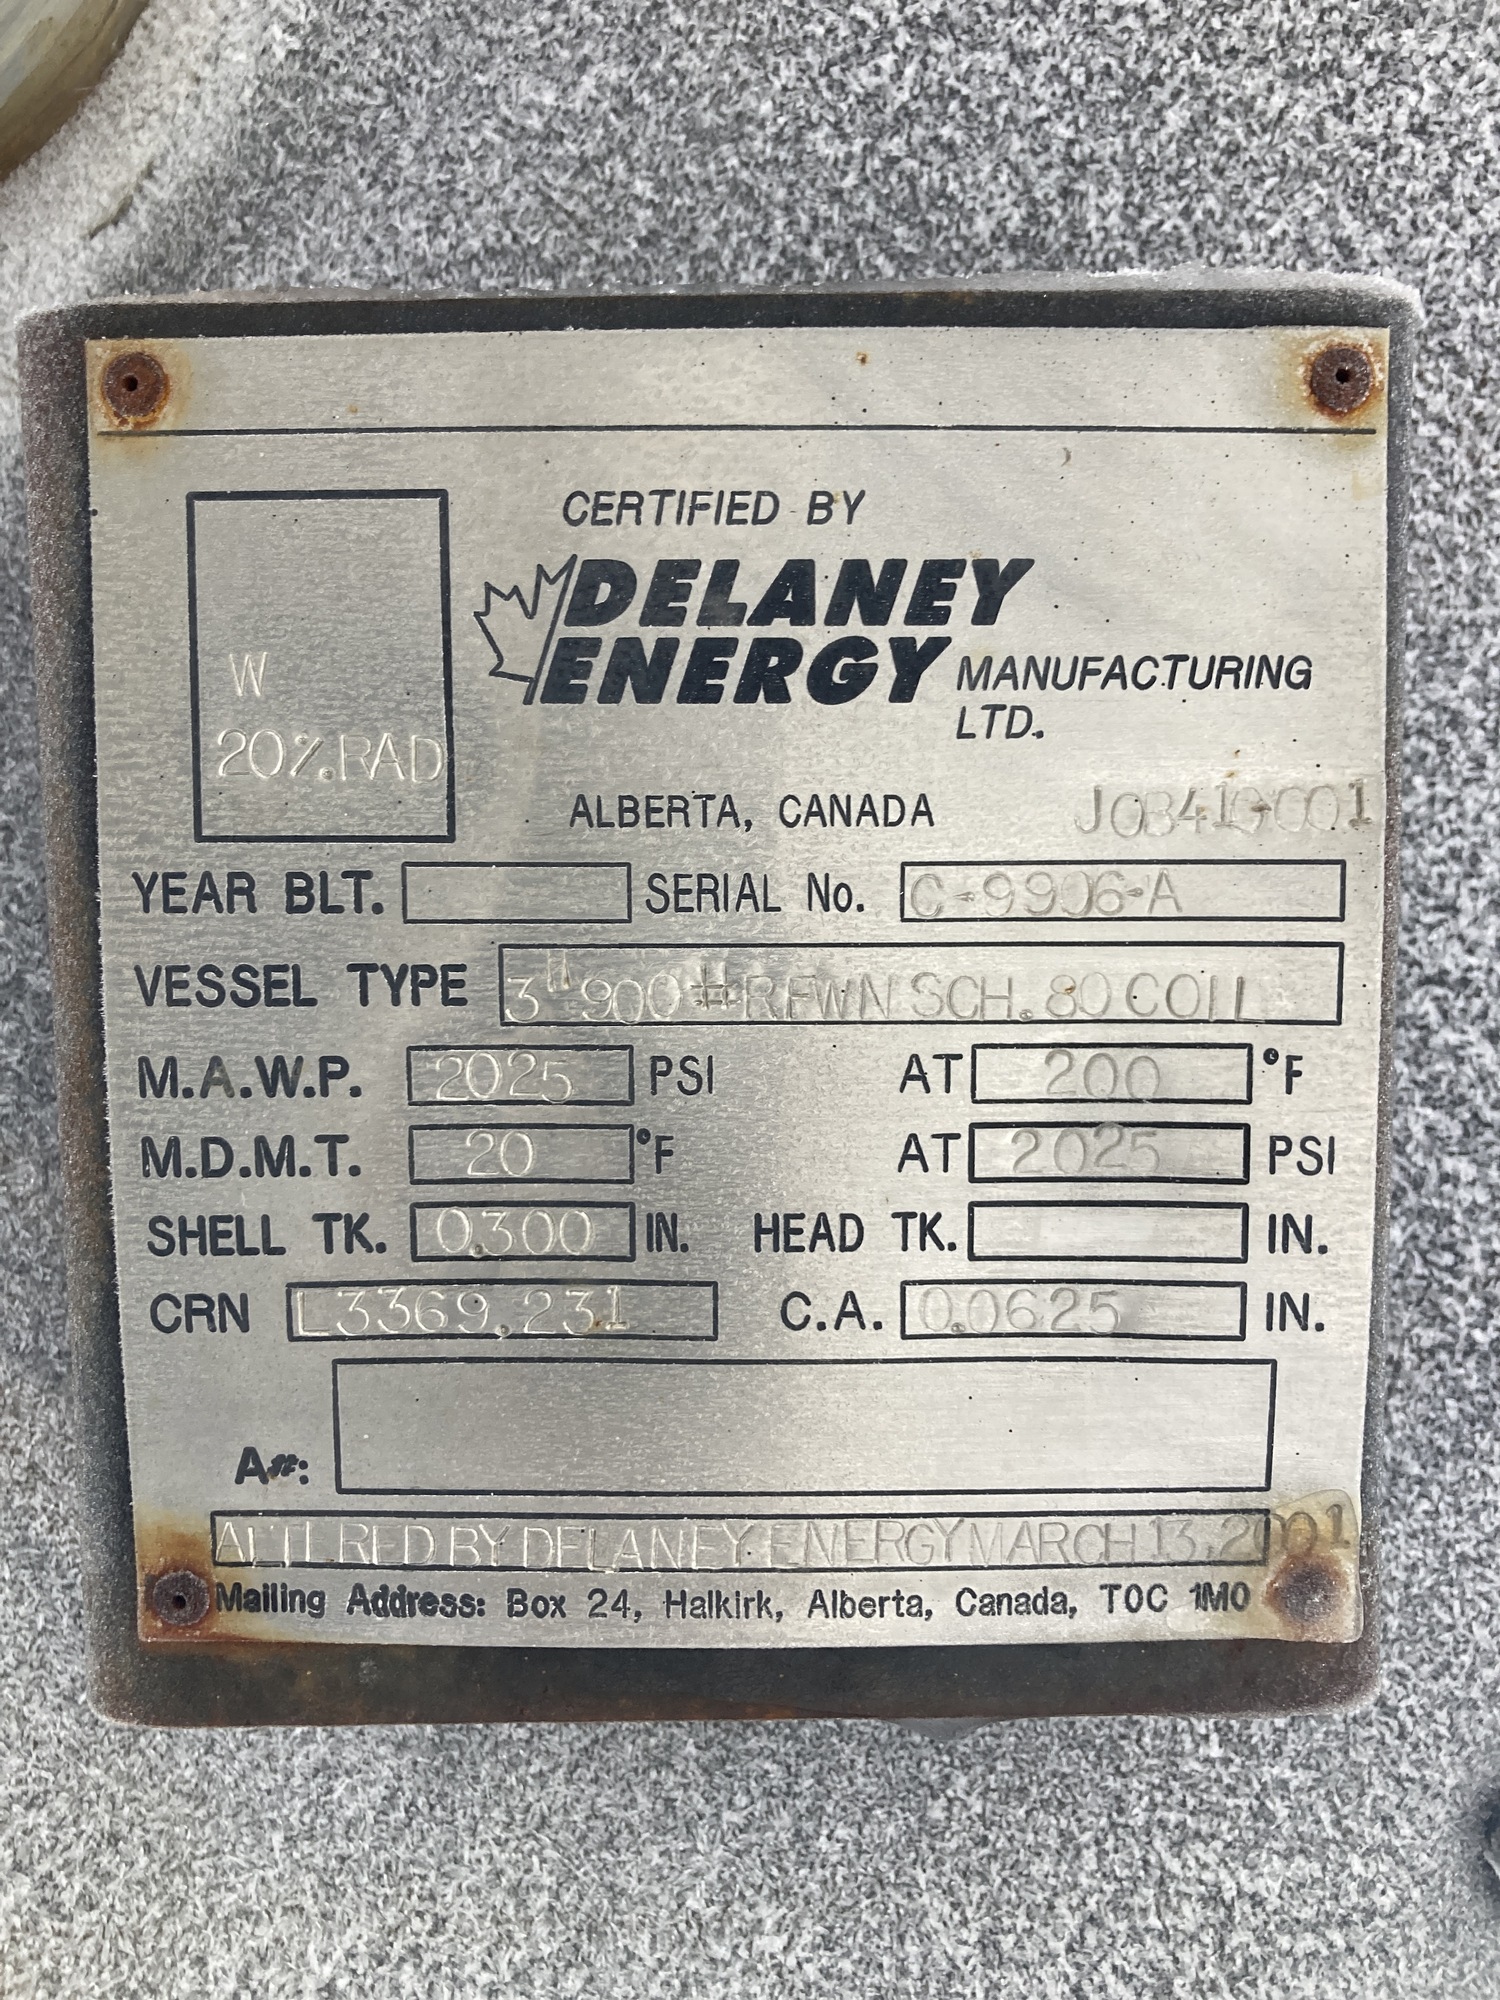 CERTIFIED BY
DELANEY
ENERGY MANUFACTURING
LTD.
W
20%.RAD
ALBERTA, CANADA
YEAR BLT. SERIAL No. C-9906-A
VESSEL TYPE 3" 900# RFWN SCH. 80 COIL
M.A.W.P. 2025 PSI AT 200 °F
M.D.M.T. 20 °F AT 2025 PSI
SHELL TK. 0.300 IN. HEAD TK. IN.
CRN L3369.231 C.A. 0.0625 IN.
A#:
ALTERED BY DELANEY ENERGY MARCH 13, 2001
Mailing Address: Box 24, Halkirk, Alberta, Canada, TOC 1MO